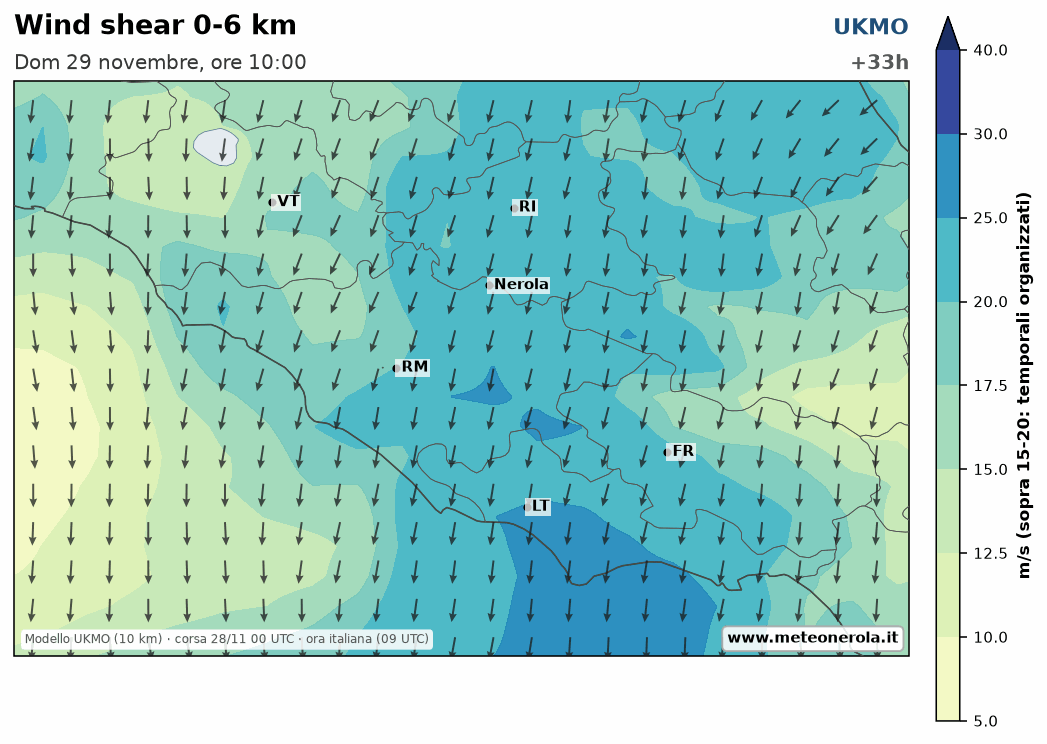 Wind shear 0-6 km
UKMO
Dom 29 novembre, ore 10:00
+33h
40.0
30.0
25.0
20.0
17.5
15.0
12.5
10.0
5.0
m/s (sopra 15-20: temporali organizzati)
VT
RI
Nerola
RM
FR
LT
Modello UKMO (10 km) · corsa 28/11 00 UTC · ora italiana (09 UTC)
www.meteonerola.it